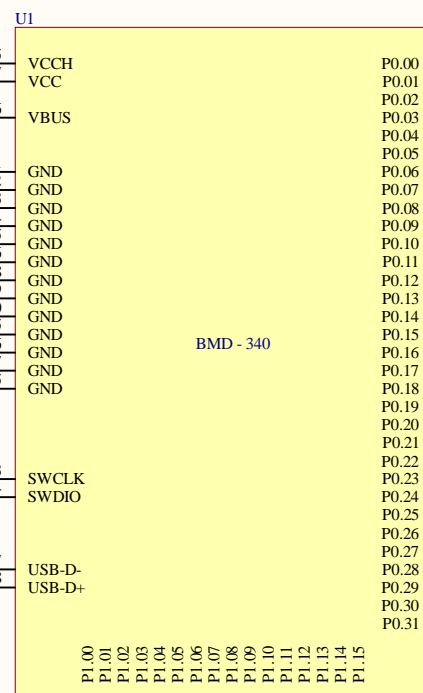 U1
VCCH
VCC
VBUS
GND
GND
GND
GND
GND
GND
GND
GND
GND
GND
GND
GND
GND
SWCLK
SWDIO
USB-D-
USB-D+
BMD - 340
P0.00
P0.01
P0.02
P0.03
P0.04
P0.05
P0.06
P0.07
P0.08
P0.09
P0.10
P0.11
P0.12
P0.13
P0.14
P0.15
P0.16
P0.17
P0.18
P0.19
P0.20
P0.21
P0.22
P0.23
P0.24
P0.25
P0.26
P0.27
P0.28
P0.29
P0.30
P0.31
P1.00
P1.01
P1.02
P1.03
P1.04
P1.05
P1.06
P1.07
P1.08
P1.09
P1.10
P1.11
P1.12
P1.13
P1.14
P1.15